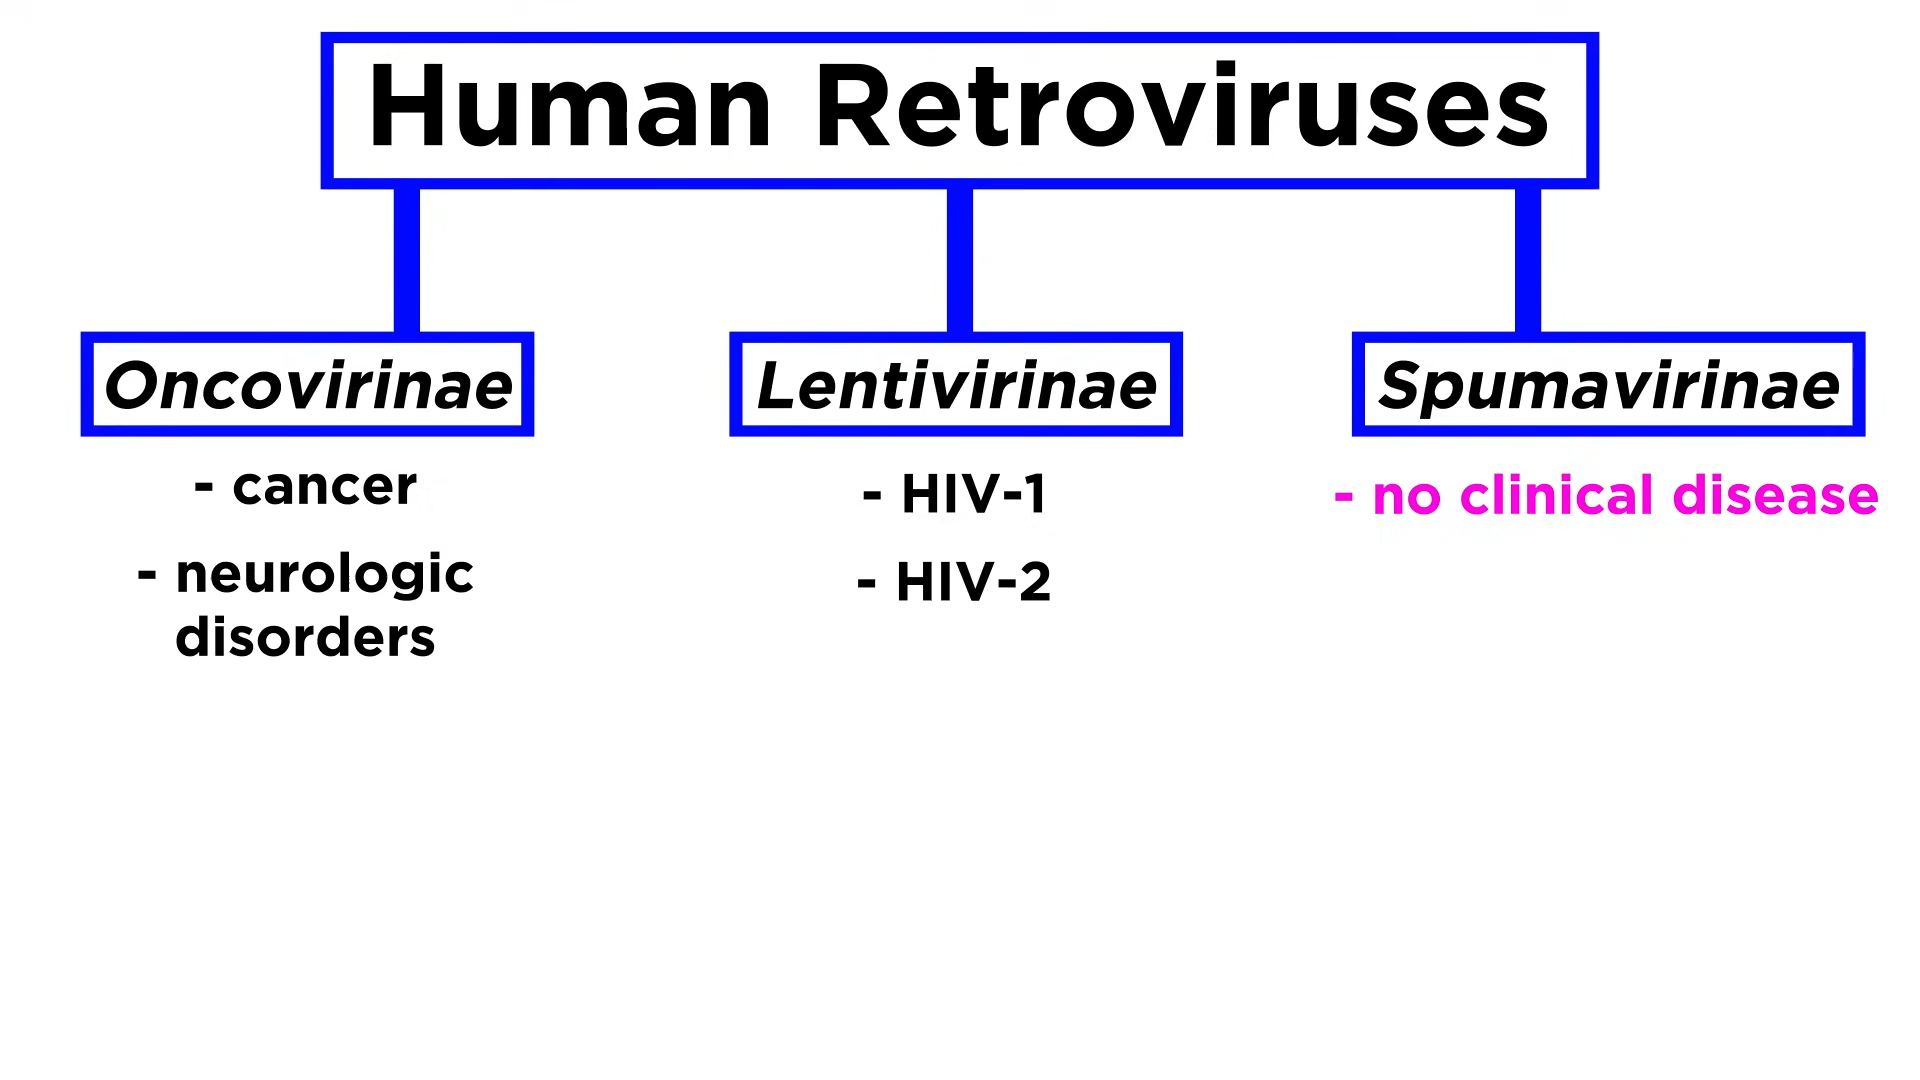 Human Retroviruses
Oncovirinae
- cancer
- neurologic
disorders
Lentivirinae
- HIV-1
- HIV-2
Spumavirinae
- no clinical disease